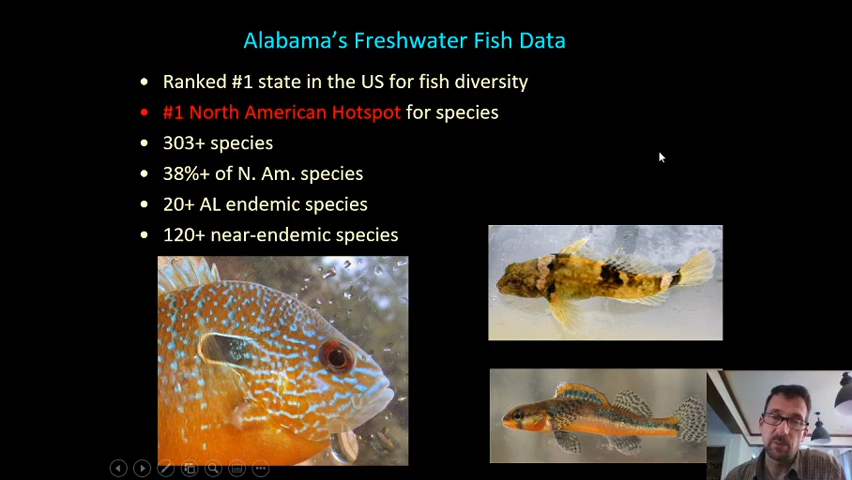 Alabama's Freshwater Fish Data
• Ranked #1 state in the US for fish diversity
• #1 North American Hotspot for species
• 303+ species
• 38%+ of N. Am. species
• 20+ AL endemic species
• 120+ near-endemic species